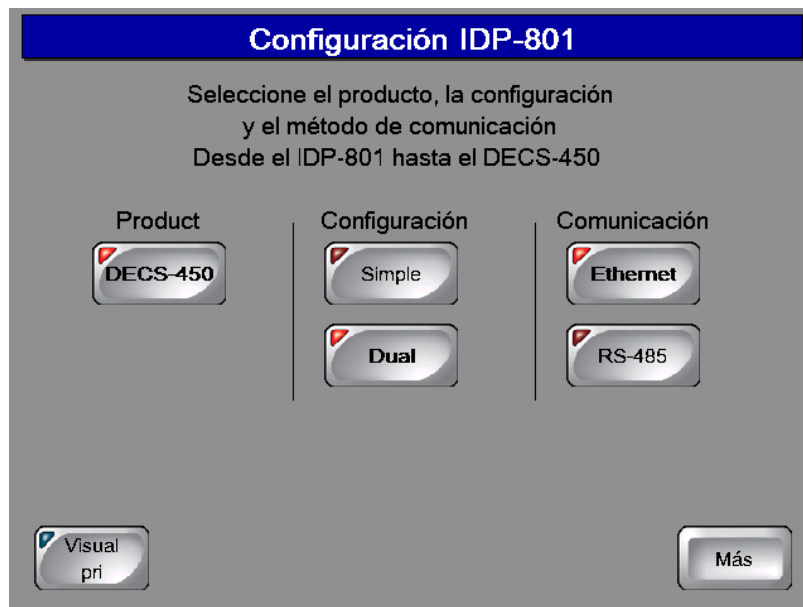 Configuración IDP-801
Seleccione el producto, la configuración
y el método de comunicación
Desde el IDP-801 hasta el DECS-450
Product
Configuración
Comunicación
DECS-450
Simple
Ethernet
Dual
RS-485
Visual
pri
Más